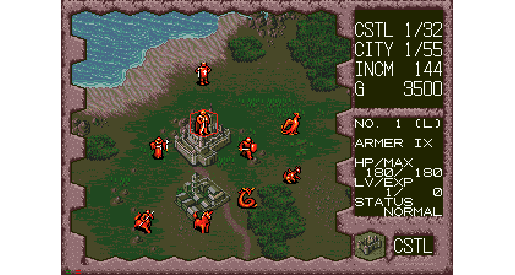 CSTL 1/32
CITY 1/55
INCM 144
G 3500
NO. 1 (L)
ARMER IX
HP/MAX
180/ 180
LV/EXP
1/ 0
STATUS
NORMAL
CSTL